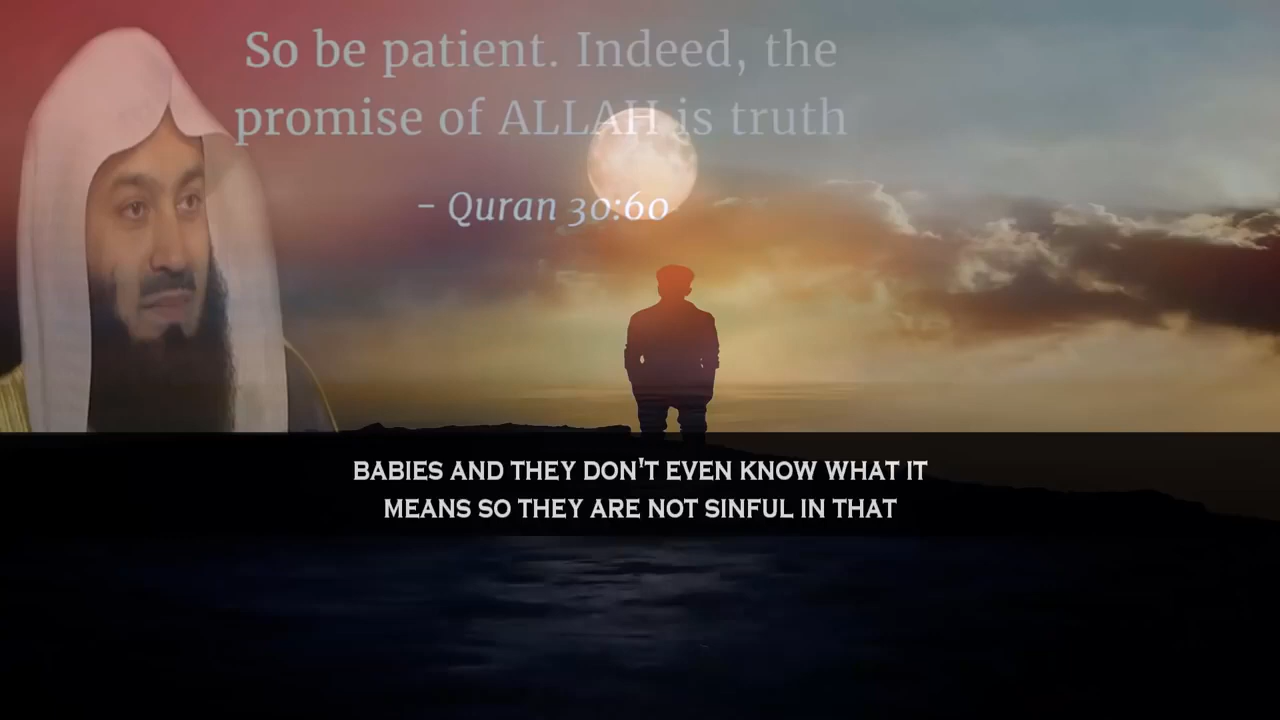 So be patient. Indeed, the
promise of ALLAH is truth
- Quran 30:60
BABIES AND THEY DON'T EVEN KNOW WHAT IT
MEANS SO THEY ARE NOT SINFUL IN THAT